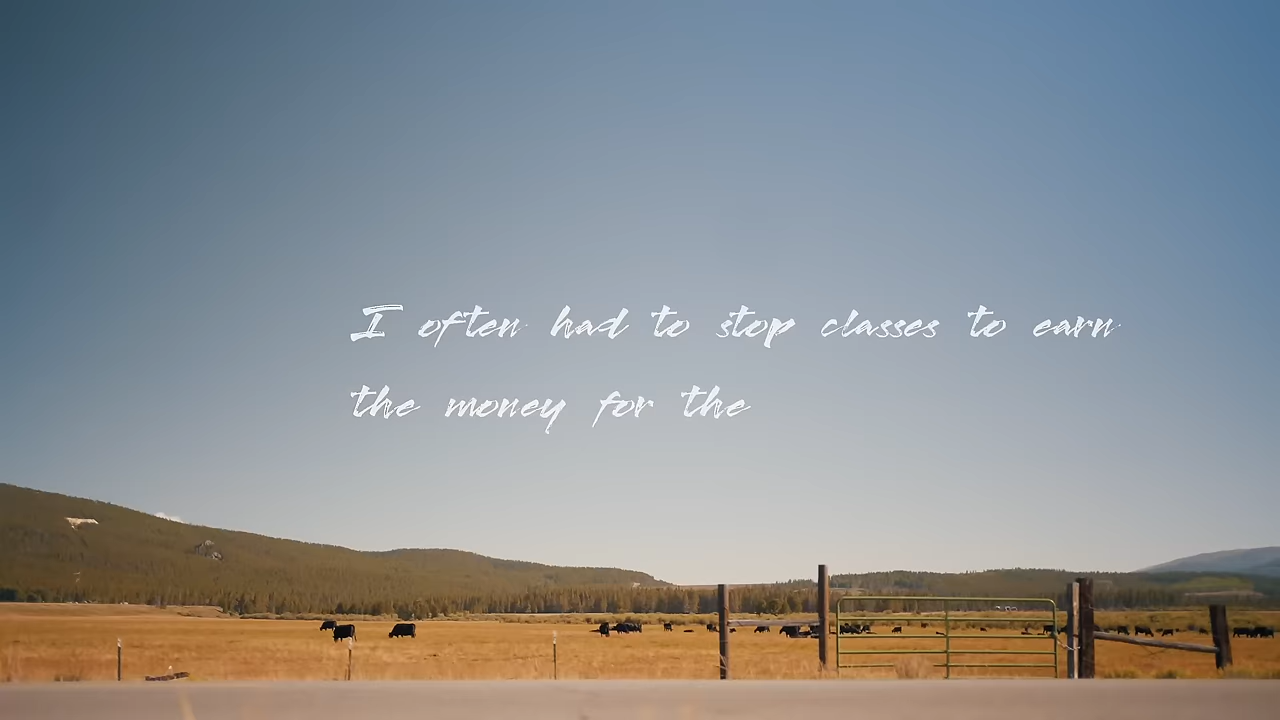 I often had to stop classes to earn
the money for the